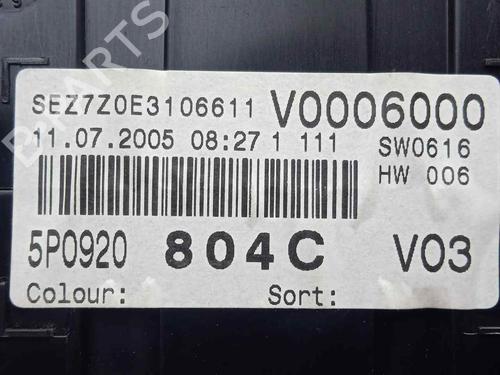 SEZ7Z0E3106611 V0006000
11.07.2005 08:27 1 111 SW0616
HW 006
5P0920 804C V03
Colour: Sort: